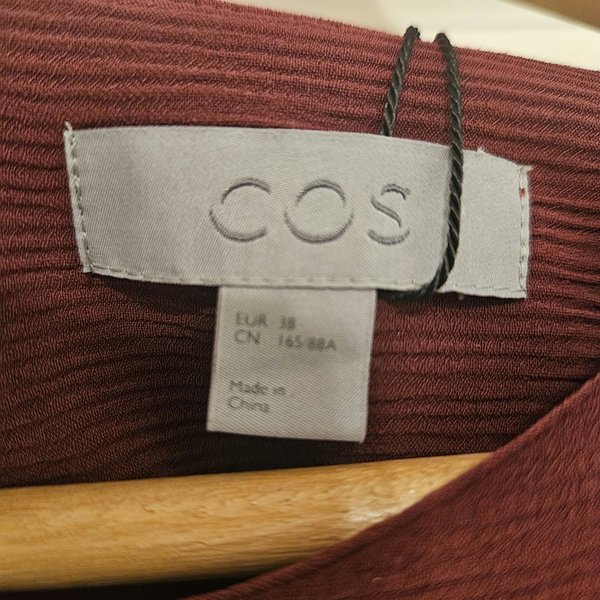 COS
EUR 38
CN 165/88A
Made in
China